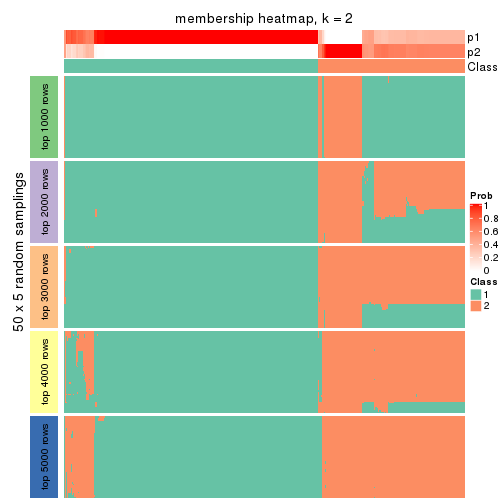 membership heatmap, k = 2
p1
p2
Class
50 x 5 random samplings
top 1000 rows
top 2000 rows
top 3000 rows
top 4000 rows
top 5000 rows
Prob
1
0.8
0.6
0.4
0.2
0
Class
1
2